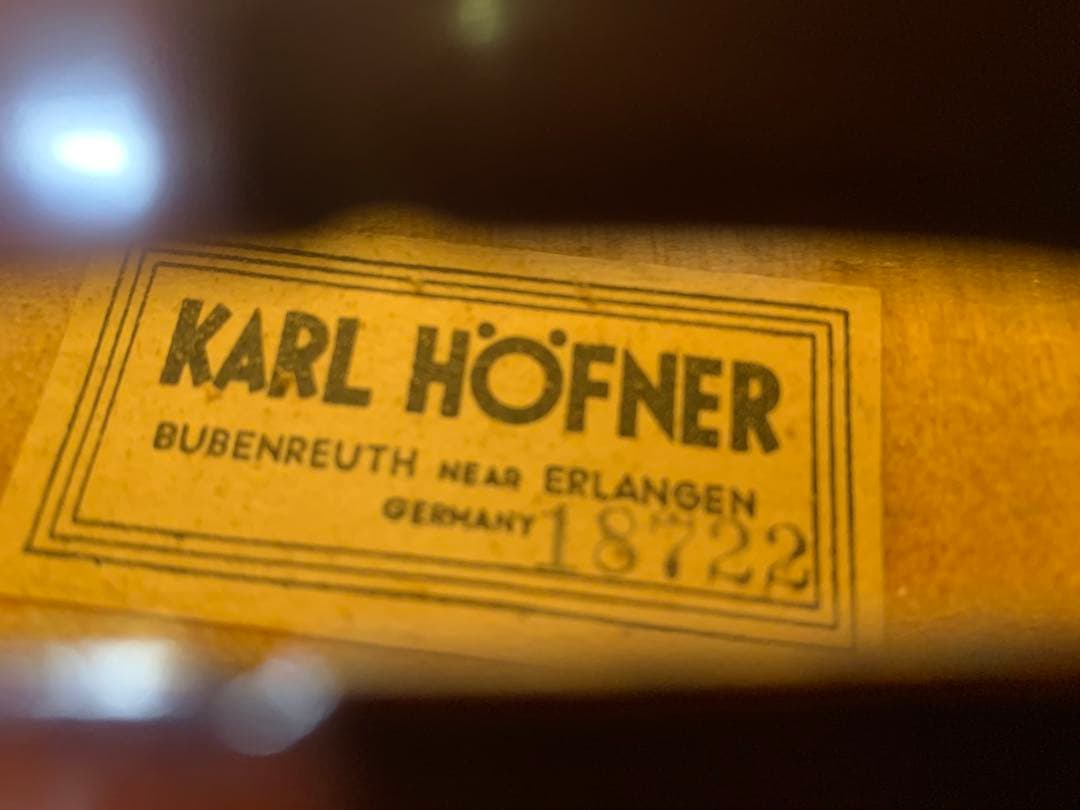 KARL HÖFNER
BUBENREUTH NEAR ERLANGEN
GERMANY 18722